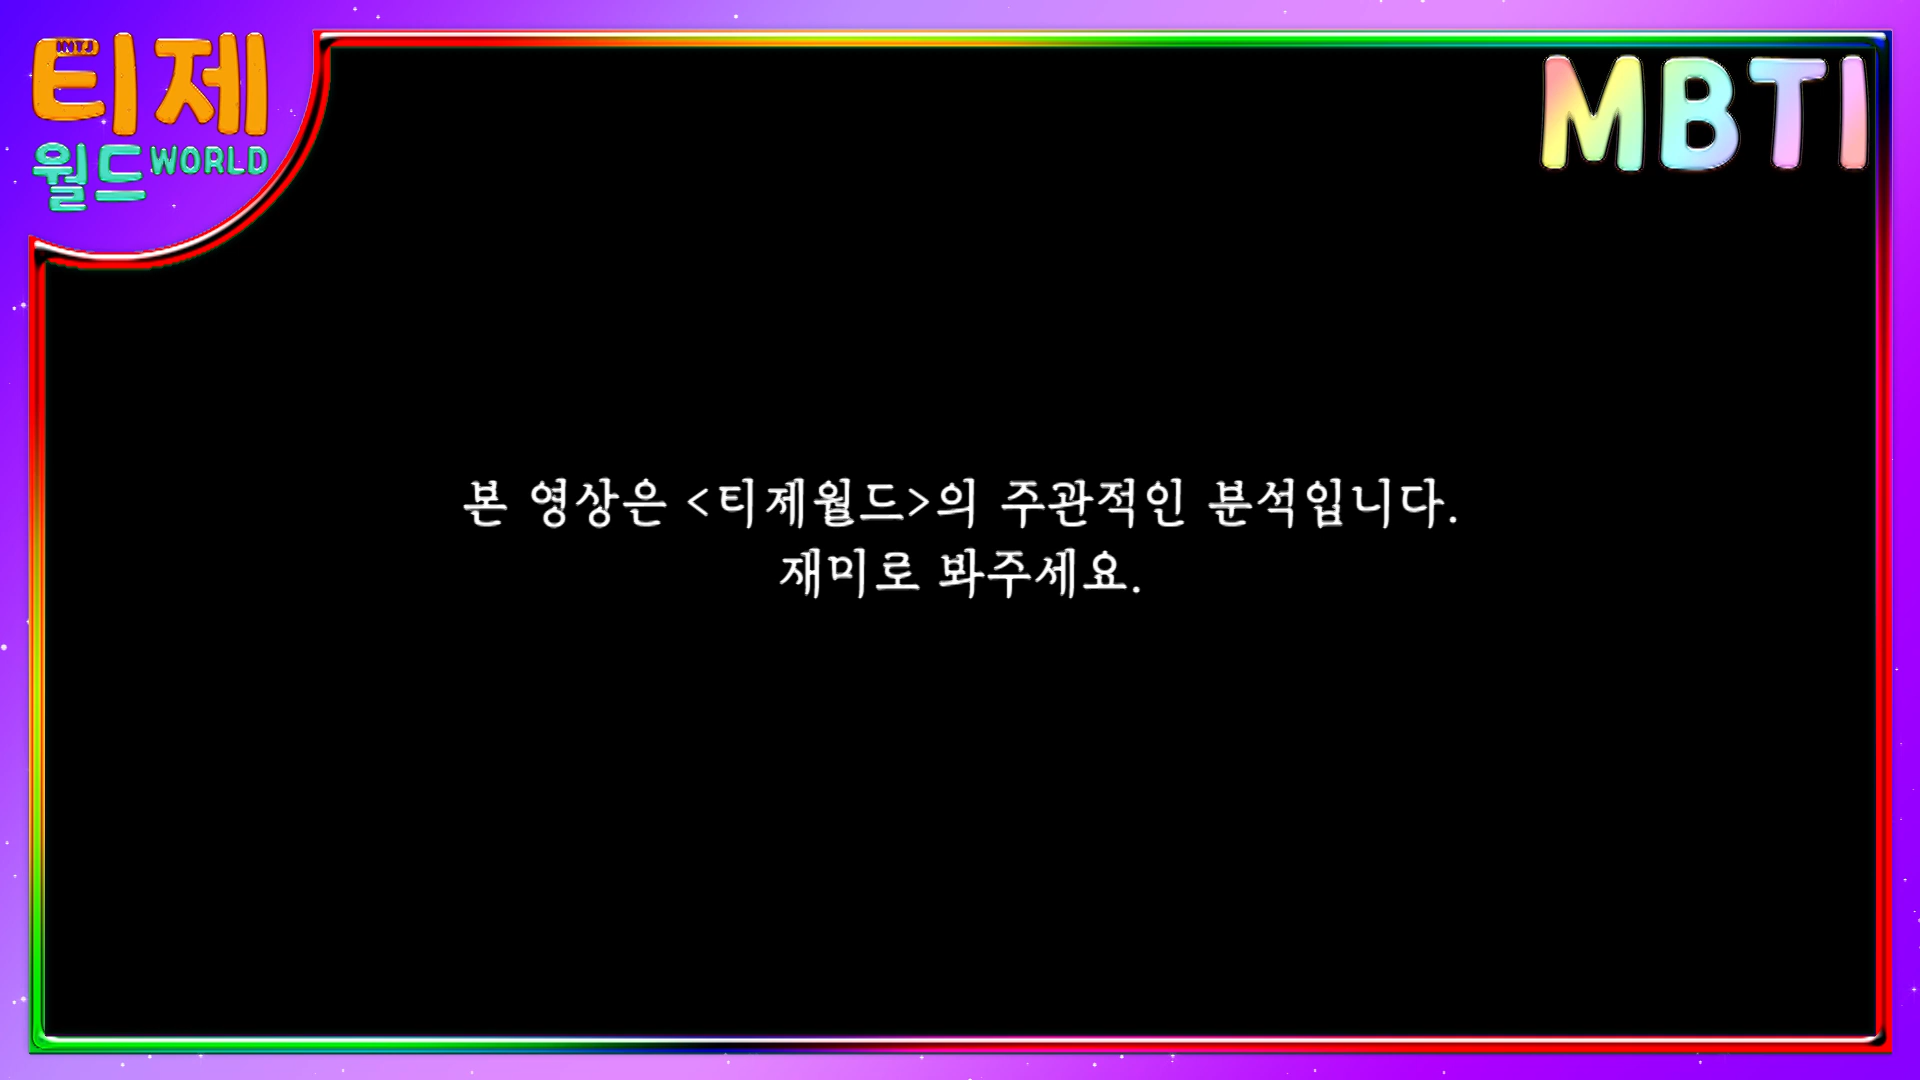 INTJ
티제
월드 WORLD
MBTI
본 영상은 <티제월드>의 주관적인 분석입니다.
재미로 봐주세요.